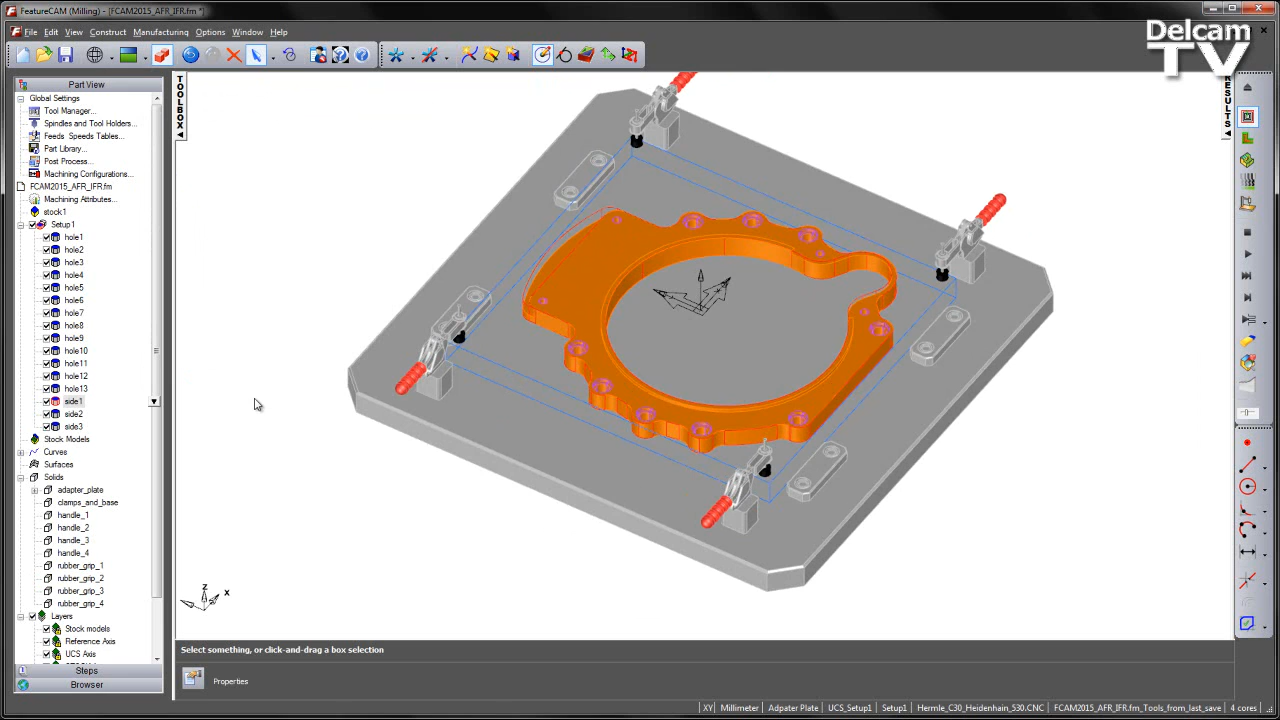 FeatureCAM (Milling) - [FCAM2015_AFR_IFR.fm *]
File Edit View Construct Manufacturing Options Window Help
Delcam
TV
Part View
Global Settings
Tool Manager...
Spindles and Tool Holders...
Feeds Speeds Tables...
Part Library...
Post Process...
Machining Configurations...
FCAM2015_AFR_IFR.fm
Machining Attributes...
stock1
Setup1
hole1
hole2
hole3
hole4
hole5
hole6
hole7
hole8
hole9
hole10
hole11
hole12
hole13
side1
side2
side3
Stock Models
Curves
Surfaces
Solids
adapter_plate
clamps_and_base
handle_1
handle_2
handle_3
handle_4
rubber_grip_1
rubber_grip_2
rubber_grip_3
rubber_grip_4
Layers
Stock models
Reference Axis
UCS Axis
Steps
Browser
TOOLBOX
RESULTS
Z
X
Select something, or click-and-drag a box selection
Properties
XY Millimeter Adpater Plate UCS_Setup1 Setup1 Hermle_C30_Heidenhain_530.CNC FCAM2015_AFR_IFR.fm_Tools_from_last_save 4 cores